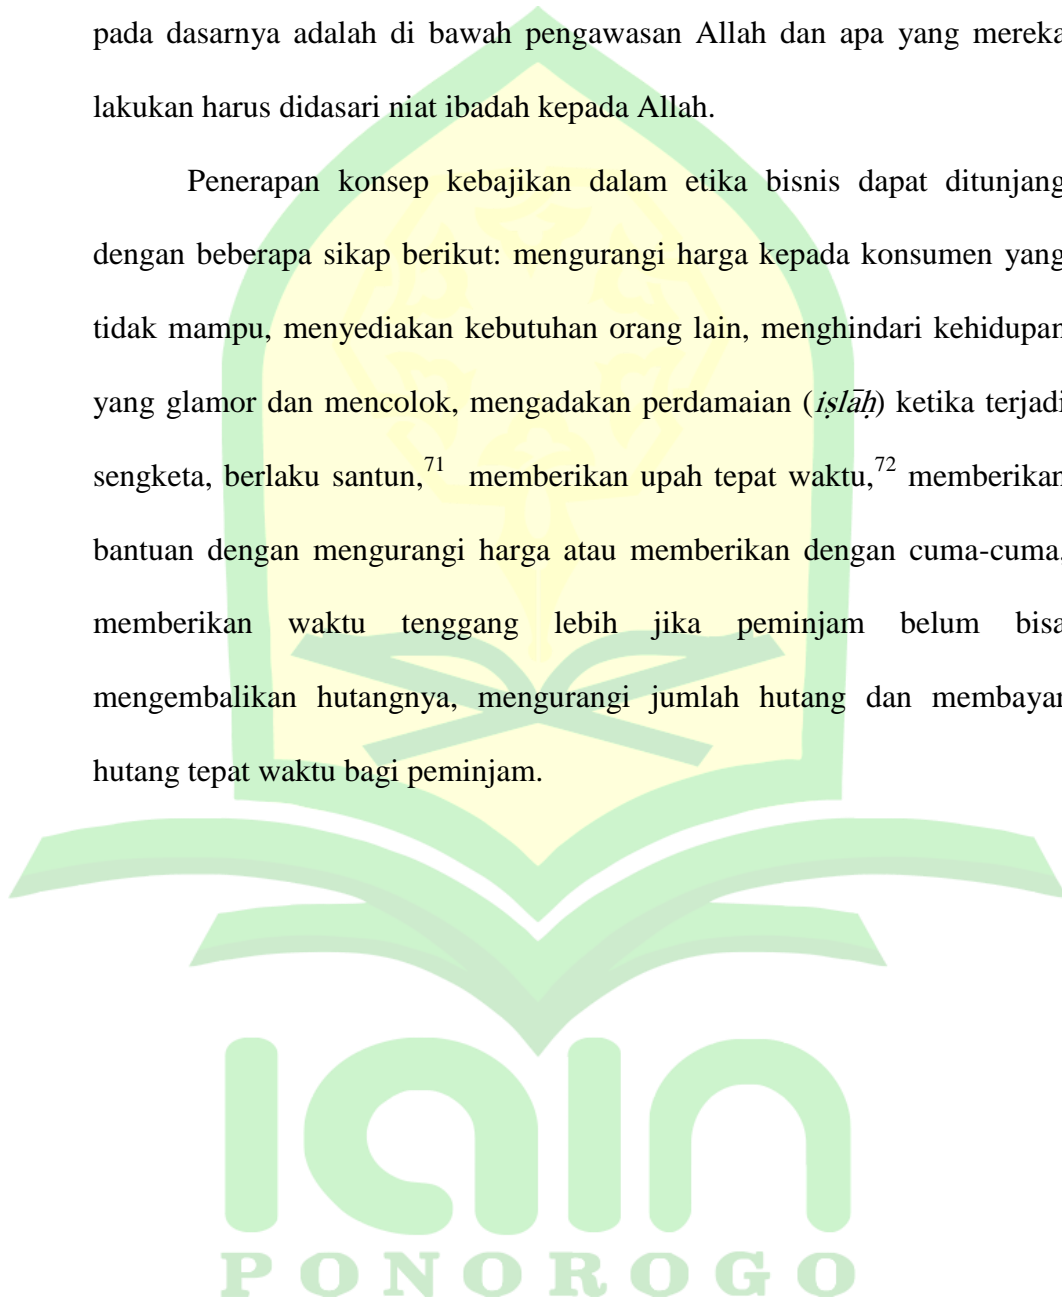 pada dasarnya adalah di bawah pengawasan Allah dan apa yang mereka
lakukan harus didasari niat ibadah kepada Allah.
Penerapan konsep kebajikan dalam etika bisnis dapat ditunjang
dengan beberapa sikap berikut: mengurangi harga kepada konsumen yang
tidak mampu, menyediakan kebutuhan orang lain, menghindari kehidupan
yang glamor dan mencolok, mengadakan perdamaian (iṣlāḥ) ketika terjadi
sengketa, berlaku santun,71 memberikan upah tepat waktu,72 memberikan
bantuan dengan mengurangi harga atau memberikan dengan cuma-cuma,
memberikan waktu tenggang lebih jika peminjam belum bisa
mengembalikan hutangnya, mengurangi jumlah hutang dan membayar
hutang tepat waktu bagi peminjam.
iain
PONOROGO